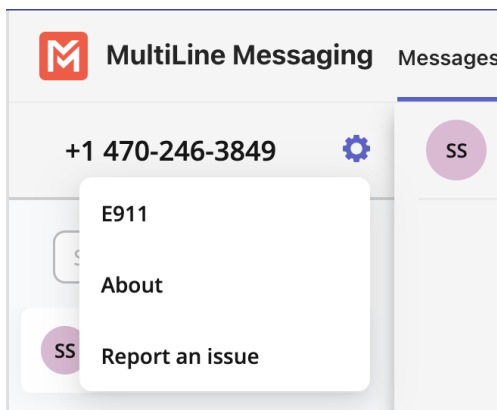 MultiLine Messaging Messages
+1 470-246-3849
SS
E911
About
Report an issue
SS